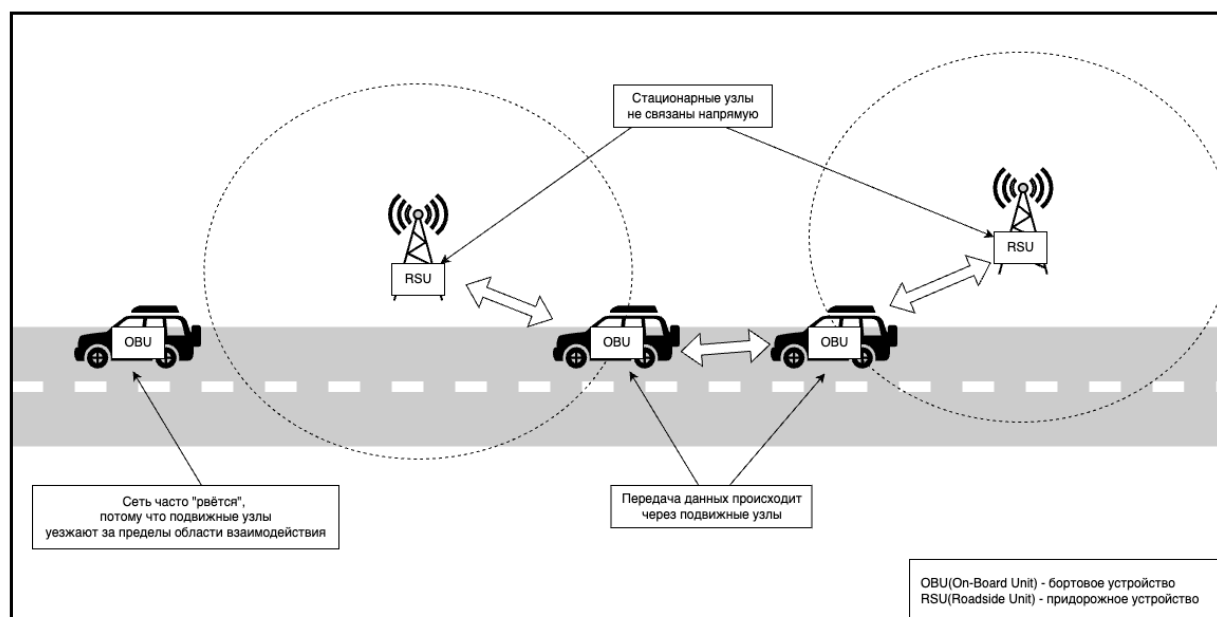 Стационарные узлы
не связаны напрямую
RSU
RSU
OBU
OBU
OBU
Сеть часто "рвётся",
потому что подвижные узлы
уезжают за пределы области взаимодействия
Передача данных происходит
через подвижные узлы
OBU(On-Board Unit) - бортовое устройство
RSU(Roadside Unit) - придорожное устройство